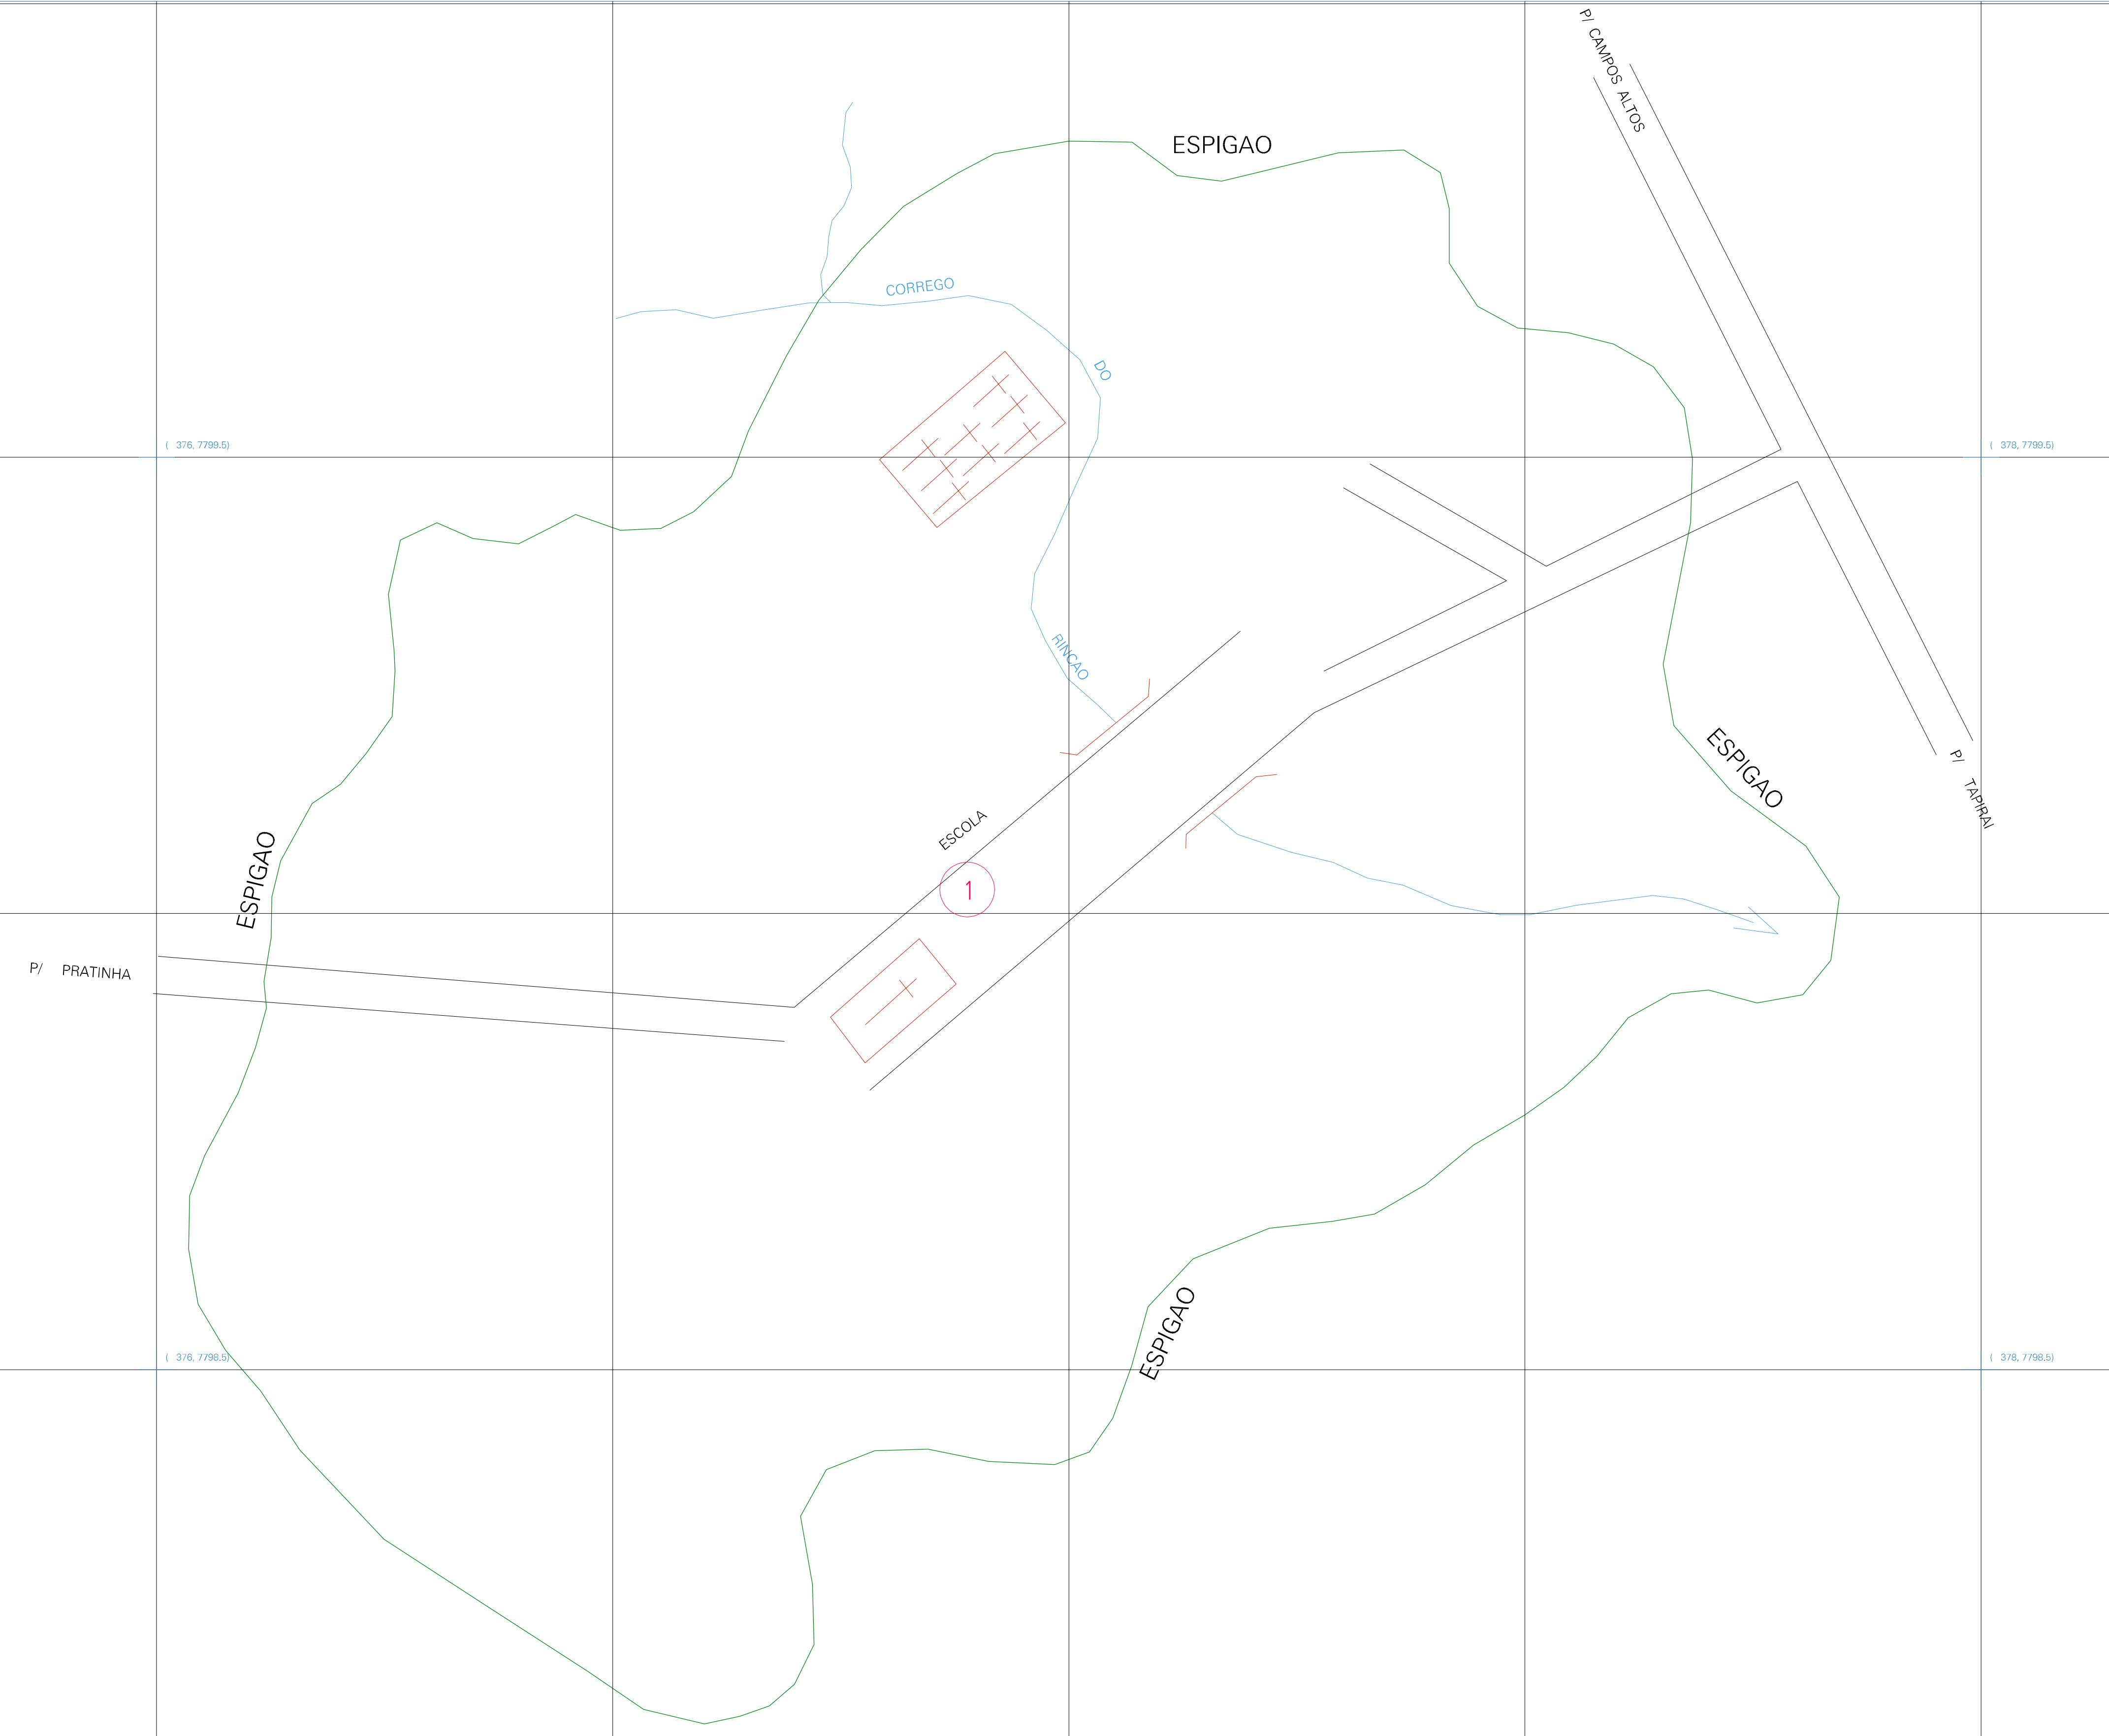 P/ CAMPOS ALTOS
ESPIGAO
CORREGO
DO
( 376, 7799.5)
( 378, 7799.5)
RINCAO
ESPIGAO
P/ TAPIRAI
ESCOLA
ESPIGAO
1
P/ PRATINHA
ESPIGAO
( 376, 7798.5)
( 378, 7798.5)